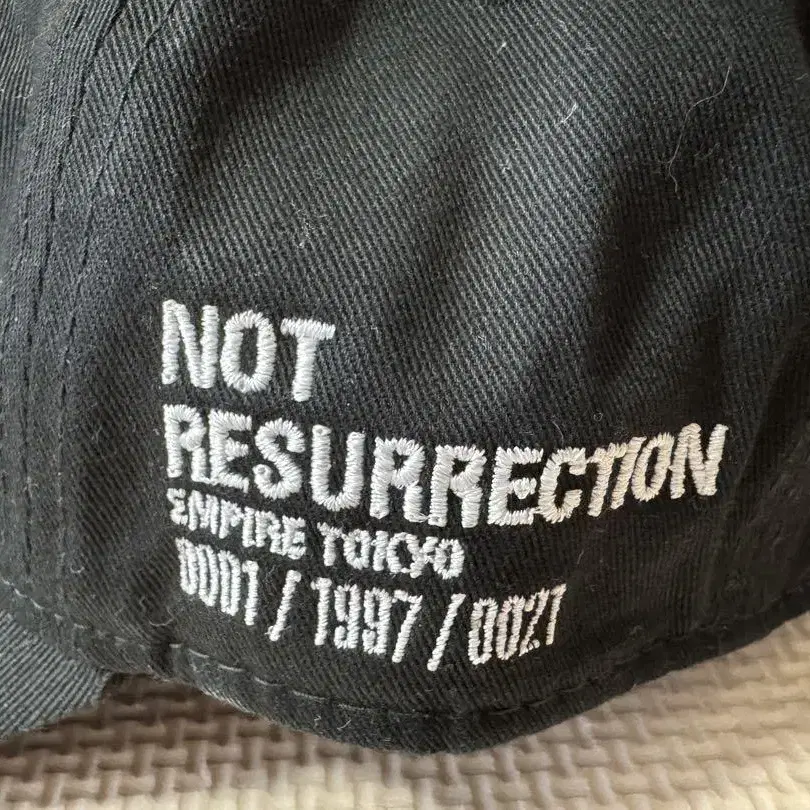 NOT
RESURRECTION
EMPIRE TOKYO
0001 / 1997 / 0021